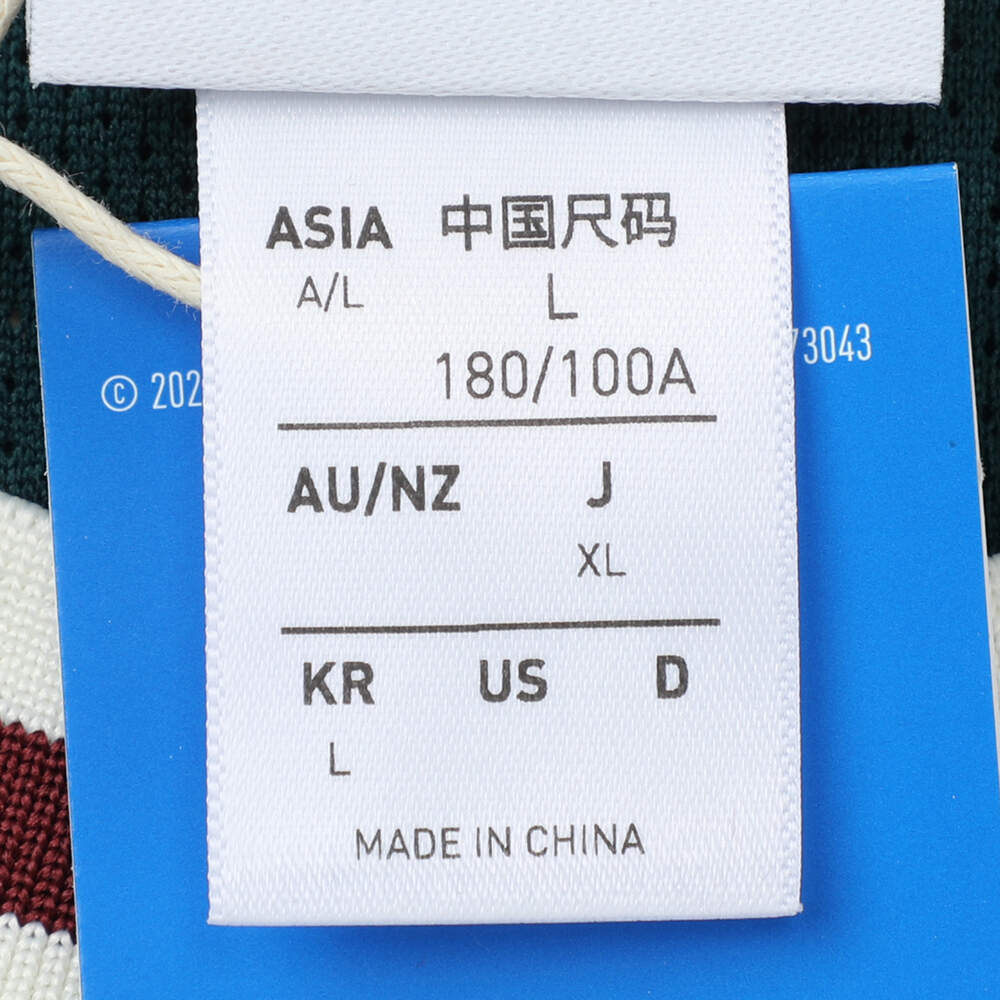 ASIA 中国尺码
A/L L
180/100A
© 202
73043
AU/NZ J
XL
KR US D
L
MADE IN CHINA